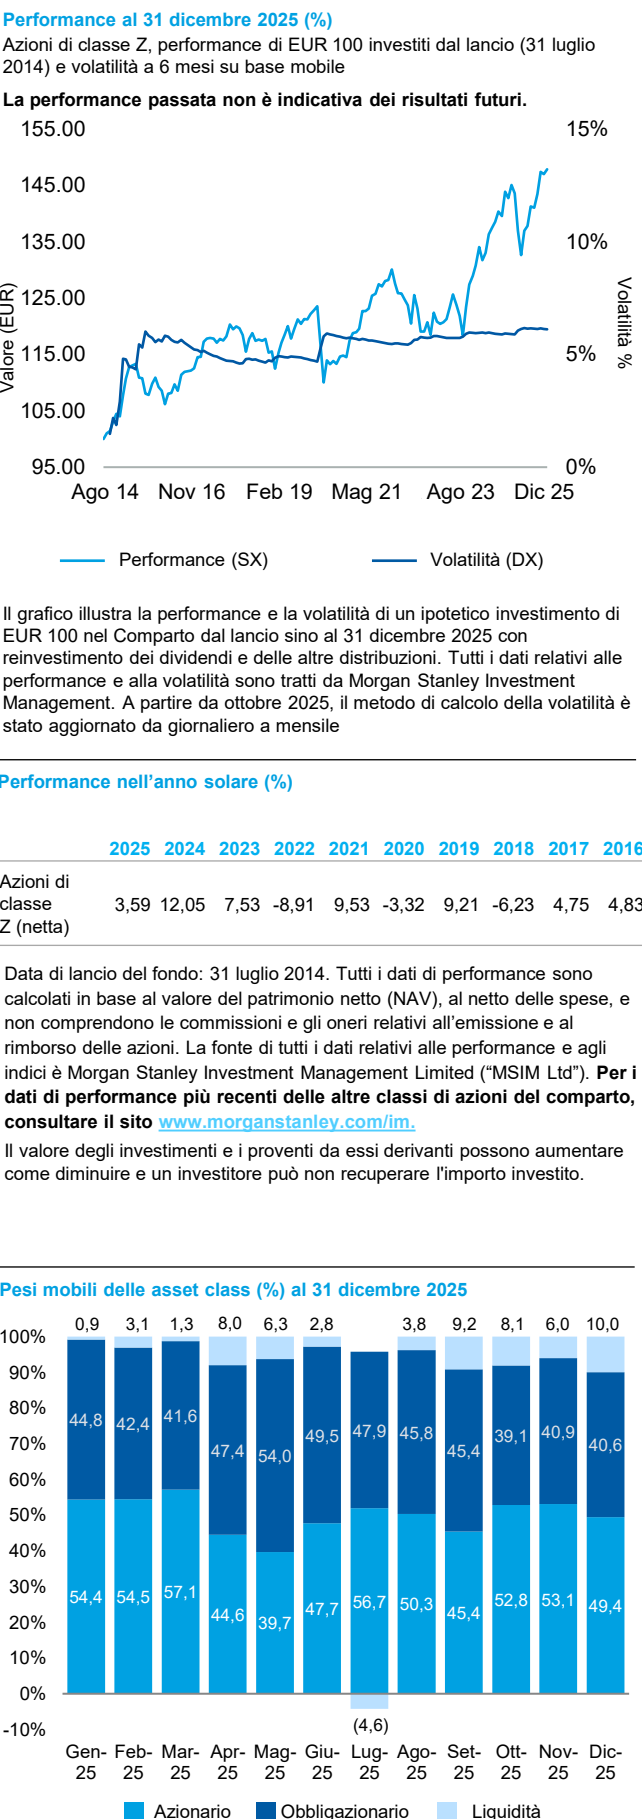 Performance al 31 dicembre 2025 (%)
Azioni di classe Z, performance di EUR 100 investiti dal lancio (31 luglio
2014) e volatilità a 6 mesi su base mobile
La performance passata non è indicativa dei risultati futuri.
155.00
145.00
135.00
125.00
115.00
105.00
95.00
Valore (EUR)
15%
10%
5%
0%
Volatilità %
Ago 14 Nov 16 Feb 19 Mag 21 Ago 23 Dic 25
Performance (SX) Volatilità (DX)
Il grafico illustra la performance e la volatilità di un ipotetico investimento di
EUR 100 nel Comparto dal lancio sino al 31 dicembre 2025 con
reinvestimento dei dividendi e delle altre distribuzioni. Tutti i dati relativi alle
performance e alla volatilità sono tratti da Morgan Stanley Investment
Management. A partire da ottobre 2025, il metodo di calcolo della volatilità è
stato aggiornato da giornaliero a mensile
Performance nell'anno solare (%)
2025 2024 2023 2022 2021 2020 2019 2018 2017 2016
Azioni di
classe 3,59 12,05 7,53 -8,91 9,53 -3,32 9,21 -6,23 4,75 4,83
Z (netta)
Data di lancio del fondo: 31 luglio 2014. Tutti i dati di performance sono
calcolati in base al valore del patrimonio netto (NAV), al netto delle spese, e
non comprendono le commissioni e gli oneri relativi all'emissione e al
rimborso delle azioni. La fonte di tutti i dati relativi alle performance e agli
indici è Morgan Stanley Investment Management Limited (“MSIM Ltd”). Per i
dati di performance più recenti delle altre classi di azioni del comparto,
consultare il sito www.morganstanley.com/im.
Il valore degli investimenti e i proventi da essi derivanti possono aumentare
come diminuire e un investitore può non recuperare l'importo investito.
Pesi mobili delle asset class (%) al 31 dicembre 2025
0,9 3,1 1,3 8,0 6,3 2,8 3,8 9,2 8,1 6,0 10,0
100%
90%
80%
70%
60%
50%
40%
30%
20%
10%
0%
-10%
44,8 42,4 41,6 47,4 54,0 49,5 47,9 45,8 45,4 39,1 40,9 40,6
54,4 54,5 57,1 44,6 39,7 47,7 56,7 50,3 45,4 52,8 53,1 49,4
(4,6)
Gen- Feb- Mar- Apr- Mag- Giu- Lug- Ago- Set- Ott- Nov- Dic-
25 25 25 25 25 25 25 25 25 25 25 25
Azionario Obbligazionario Liquidità